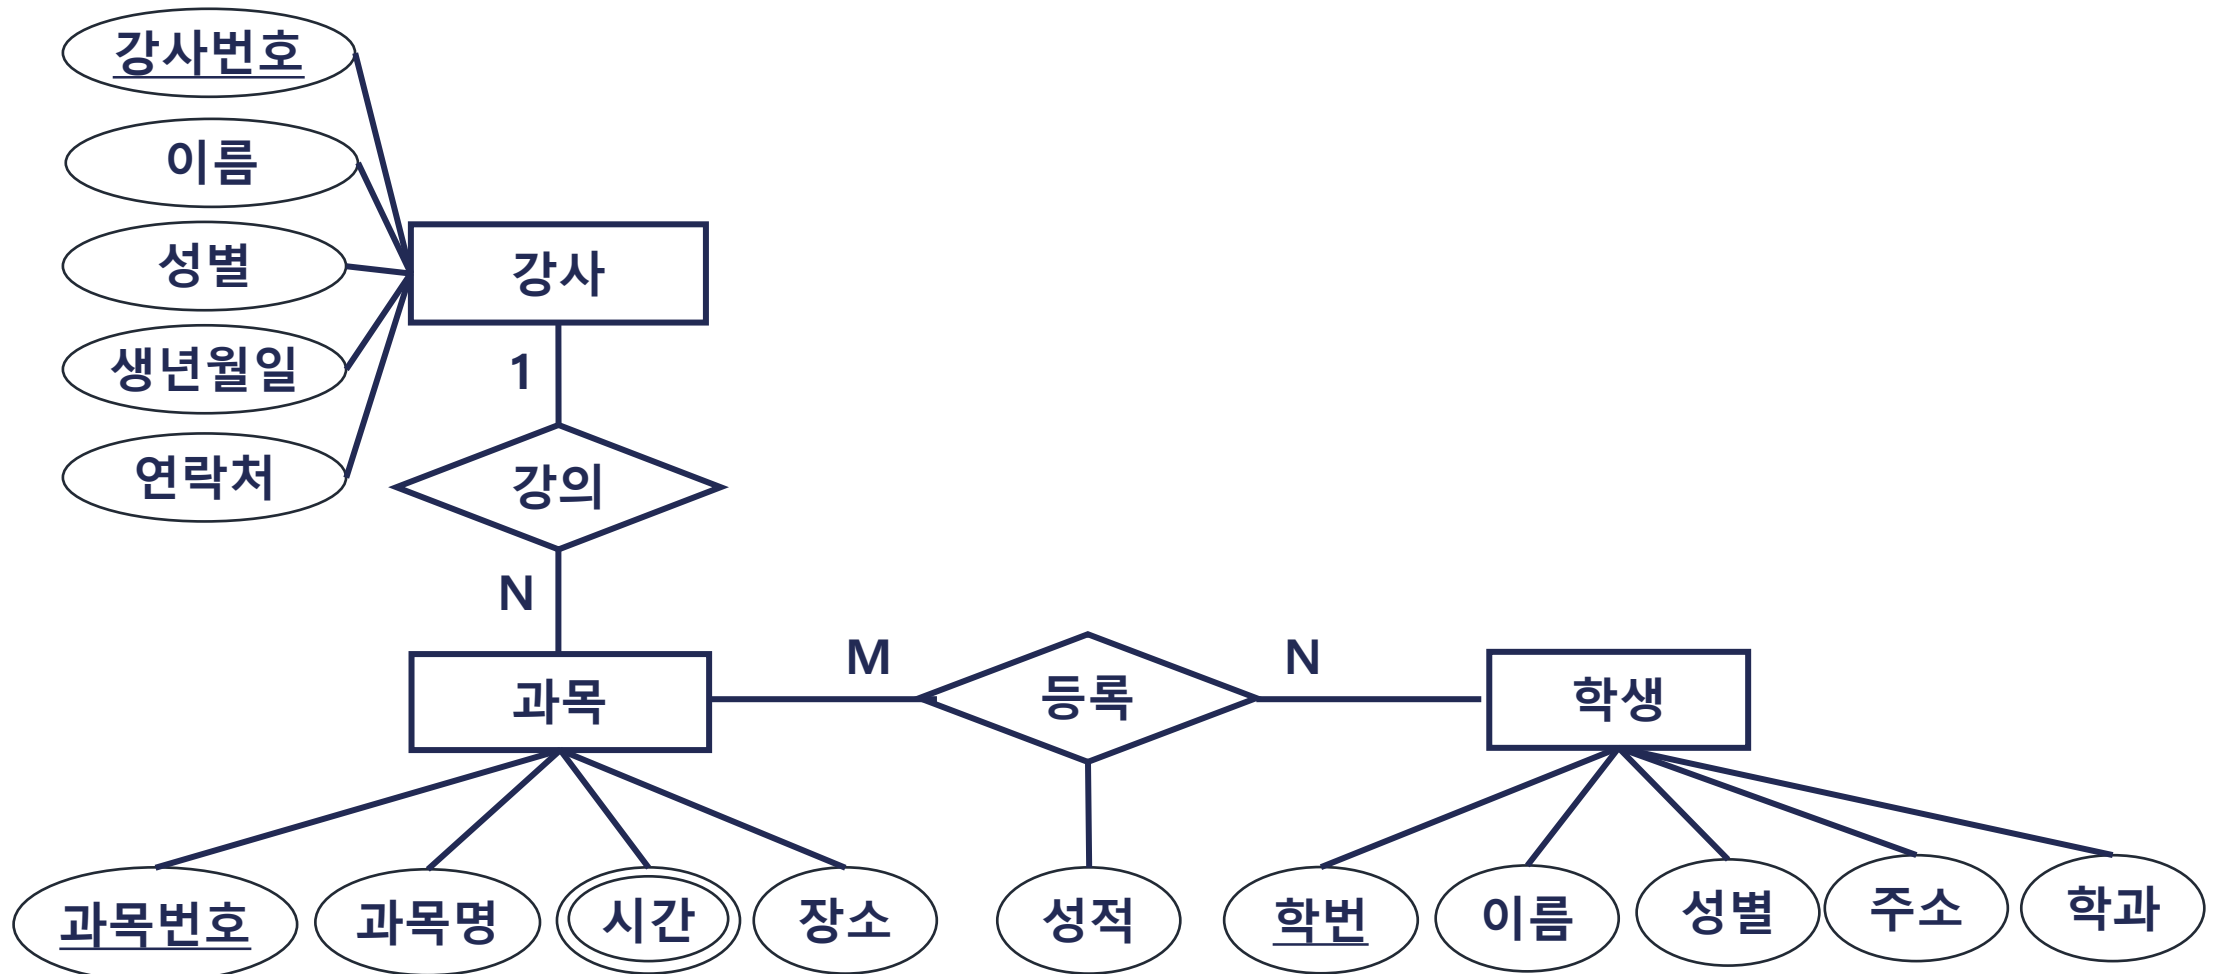 강사번호
이름
성별
강사
생년월일
1
연락처
강의
N
M
N
과목
등록
학생
과목번호
과목명
시간
장소
성적
학번
이름
성별
주소
학과